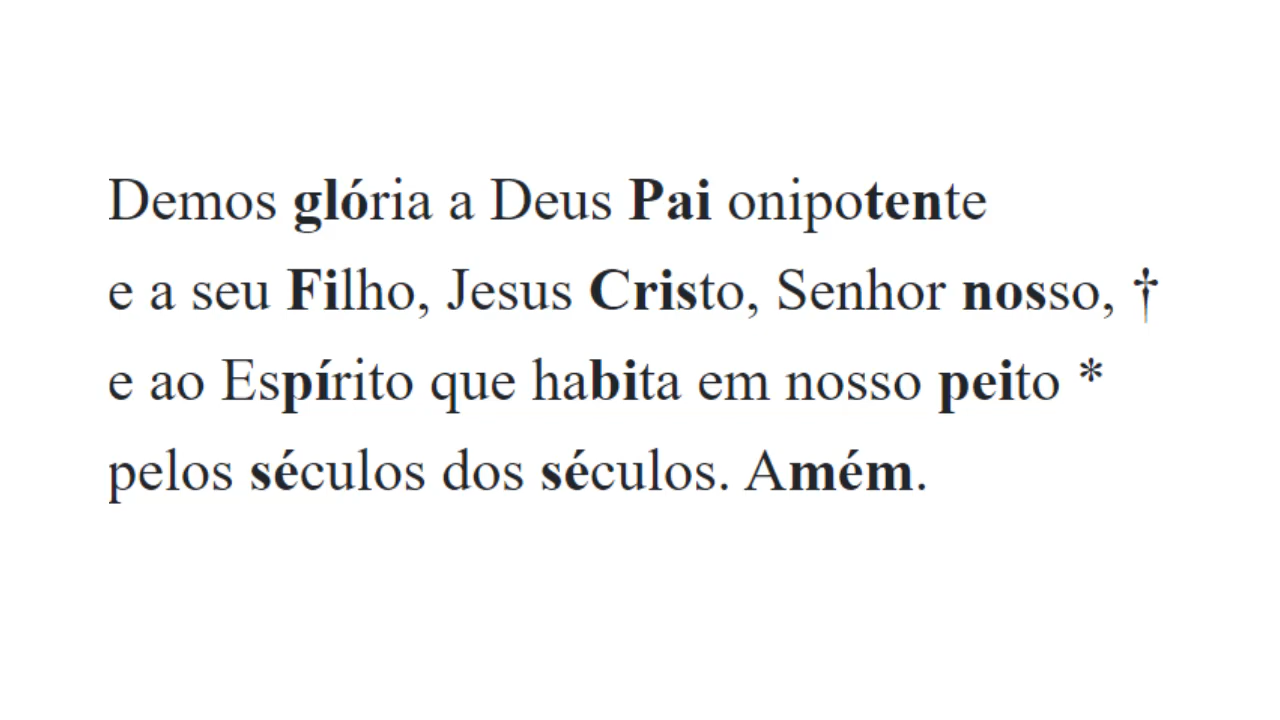 Demos glória a Deus Pai onipotente
e a seu Filho, Jesus Cristo, Senhor nosso, †
e ao Espírito que habita em nosso peito *
pelos séculos dos séculos. Amém.